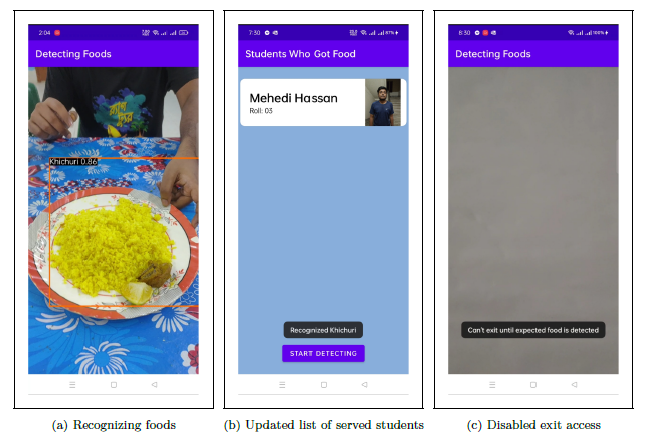 2:04
Detecting Foods
Khichuri 0.86
7:30
87%
Students Who Got Food
Mehedi Hassan
Roll: 03
Recognized Khichuri
START DETECTING
8:30
100%
Detecting Foods
Can't exit until expected food is detected
(a) Recognizing foods
(b) Updated list of served students
(c) Disabled exit access